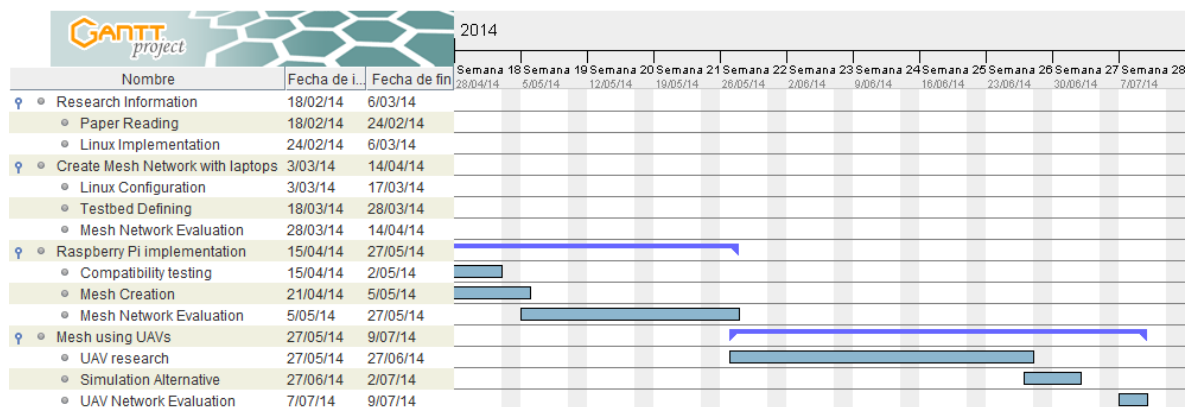 GANTT
project
2014
Nombre Fecha de i... Fecha de fin
Semana 18 Semana 19 Semana 20 Semana 21 Semana 22 Semana 23 Semana 24 Semana 25 Semana 26 Semana 27 Semana 28
28/04/14 5/05/14 12/05/14 19/05/14 26/05/14 2/06/14 9/06/14 16/06/14 23/06/14 30/06/14 7/07/14
Research Information 18/02/14 6/03/14
Paper Reading 18/02/14 24/02/14
Linux Implementation 24/02/14 6/03/14
Create Mesh Network with laptops 3/03/14 14/04/14
Linux Configuration 3/03/14 17/03/14
Testbed Defining 18/03/14 28/03/14
Mesh Network Evaluation 28/03/14 14/04/14
Raspberry Pi implementation 15/04/14 27/05/14
Compatibility testing 15/04/14 2/05/14
Mesh Creation 21/04/14 5/05/14
Mesh Network Evaluation 5/05/14 27/05/14
Mesh using UAVs 27/05/14 9/07/14
UAV research 27/05/14 27/06/14
Simulation Alternative 27/06/14 2/07/14
UAV Network Evaluation 7/07/14 9/07/14